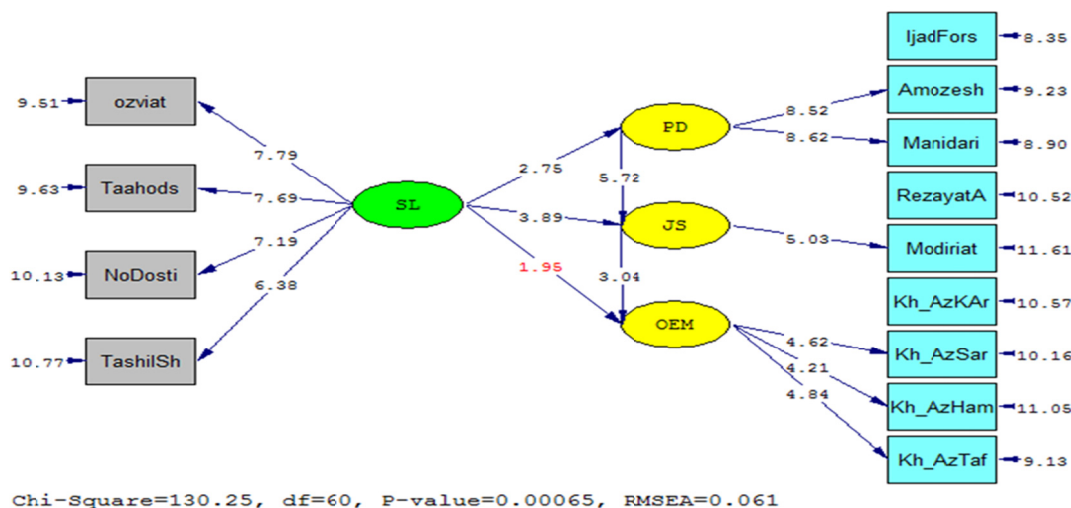 IjadFors
8.35
9.51
ozviat
Amozesh
9.23
8.52
PD
8.62
Manidari
8.90
7.79
2.75
9.63
Taahods
7.69
5.72
RezayatA
10.52
SL
3.89
JS
5.03
Modiriat
11.61
7.19
10.13
NoDosti
1.95
3.04
Kh_AzKAr
10.57
6.38
OEM
4.62
Kh_AzSar
10.16
10.77
TashilSh
4.21
Kh_AzHam
11.05
4.84
Kh_AzTaf
9.13
Chi-Square=130.25, df=60, P-value=0.00065, RMSEA=0.061